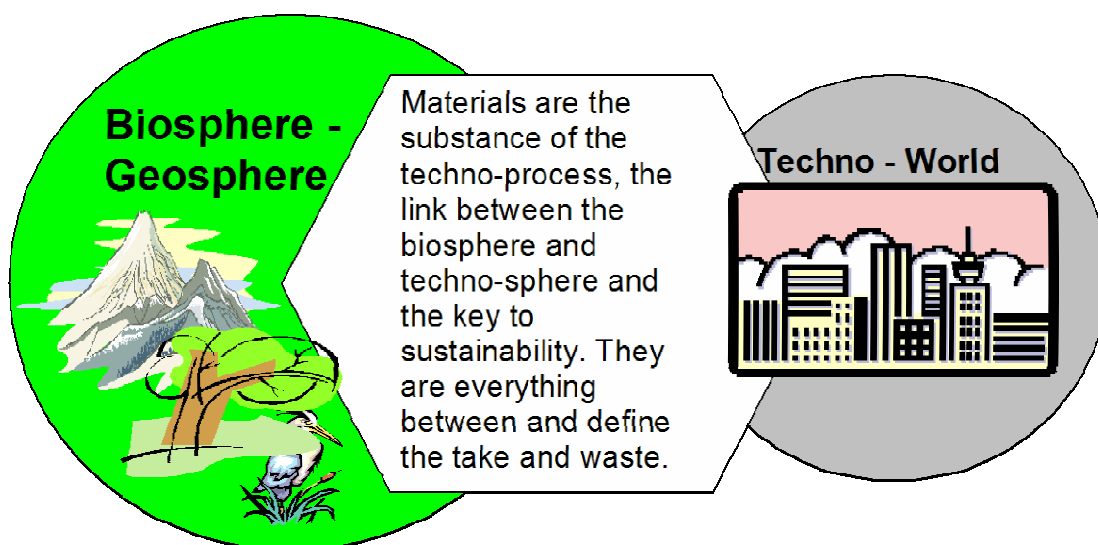 Biosphere -
Geosphere
Materials are the
substance of the
techno-process, the
link between the
biosphere and
techno-sphere and
the key to
sustainability. They
are everything
between and define
the take and waste.
Techno - World